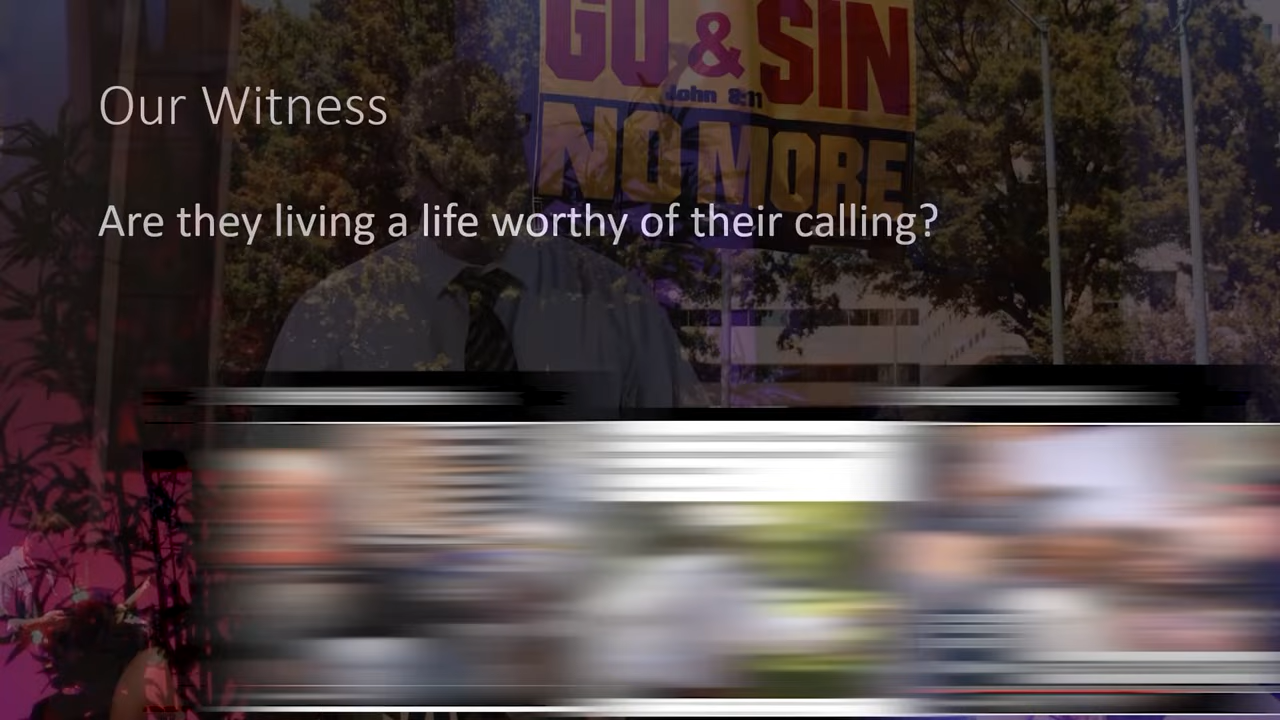 GO & SIN
John 8:11
NO MORE
Our Witness
Are they living a life worthy of their calling?